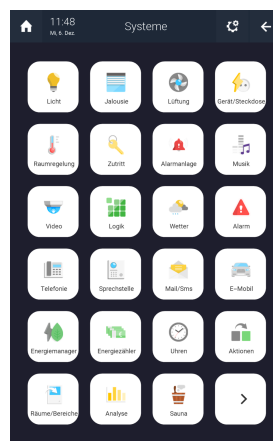 11:48
Mi, 6. Dez.
Systeme
Licht
Jalousie
Lüftung
Gerät/Steckdose
Raumregelung
Zutritt
Alarmanlage
Musik
Video
Logik
Wetter
Alarm
Telefonie
Sprechstelle
Mail/Sms
E-Mobil
Energiemanager
Energiezähler
Uhren
Aktionen
Räume/Bereiche
Analyse
Sauna